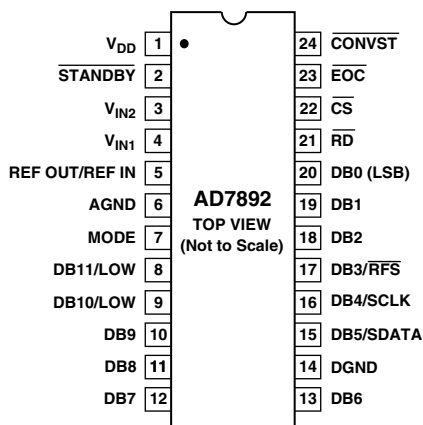 VDD 1
STANDBY 2
VIN2 3
VIN1 4
REF OUT/REF IN 5
AGND 6
MODE 7
DB11/LOW 8
DB10/LOW 9
DB9 10
DB8 11
DB7 12
AD7892
TOP VIEW
(Not to Scale)
24 CONVST
23 EOC
22 CS
21 RD
20 DB0 (LSB)
19 DB1
18 DB2
17 DB3/RFS
16 DB4/SCLK
15 DB5/SDATA
14 DGND
13 DB6